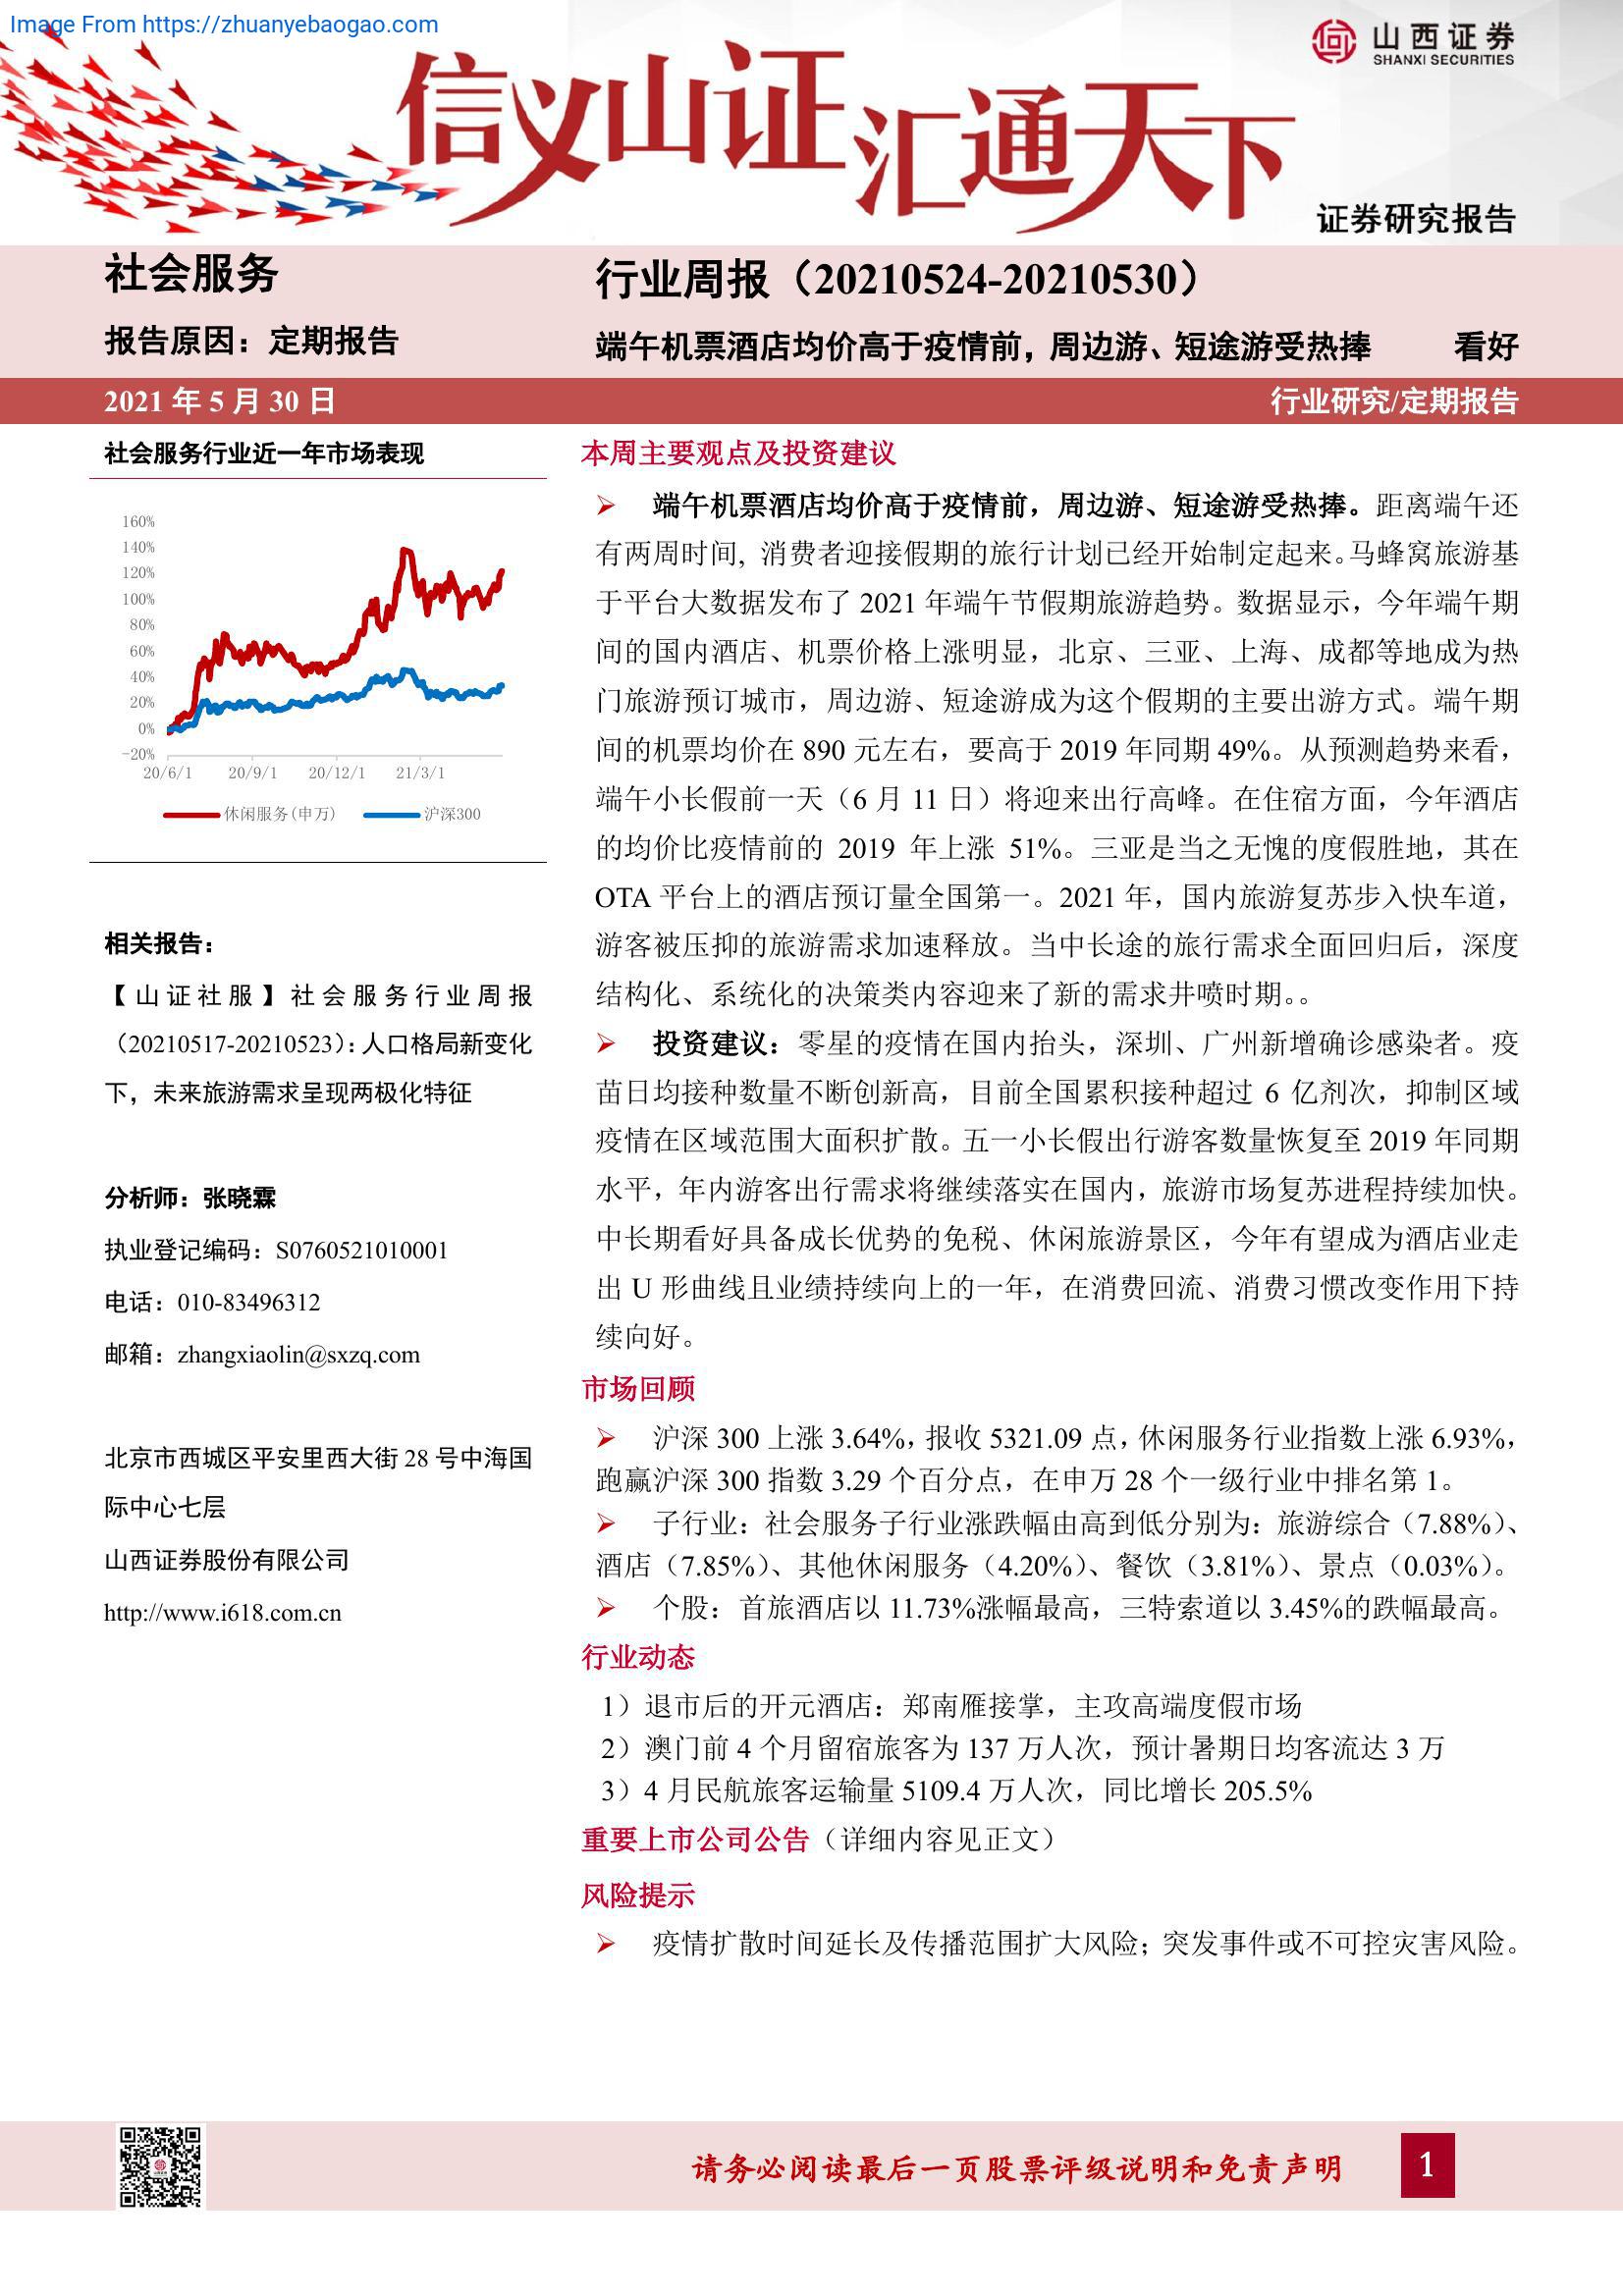 Image From https://zhuanyebaogao.com
山西证券
SHANXI SECURITIES
信义山证汇通天下
证券研究报告
社会服务
行业周报（20210524-20210530）
报告原因：定期报告
端午机票酒店均价高于疫情前，周边游、短途游受热捧 看好
2021 年 5 月 30 日
行业研究/定期报告
社会服务行业近一年市场表现
160%
140%
120%
100%
80%
60%
40%
20%
0%
-20%
20/6/1 20/9/1 20/12/1 21/3/1
休闲服务(申万) 沪深300
相关报告：
【山证社服】社会服务行业周报
（20210517-20210523）：人口格局新变化
下，未来旅游需求呈现两极化特征
分析师：张晓霖
执业登记编码：S0760521010001
电话：010-83496312
邮箱：zhangxiaolin@sxzq.com
北京市西城区平安里西大街 28 号中海国
际中心七层
山西证券股份有限公司
http://www.i618.com.cn
本周主要观点及投资建议
➢ 端午机票酒店均价高于疫情前，周边游、短途游受热捧。距离端午还
有两周时间, 消费者迎接假期的旅行计划已经开始制定起来。马蜂窝旅游基
于平台大数据发布了 2021 年端午节假期旅游趋势。数据显示，今年端午期
间的国内酒店、机票价格上涨明显，北京、三亚、上海、成都等地成为热
门旅游预订城市，周边游、短途游成为这个假期的主要出游方式。端午期
间的机票均价在 890 元左右，要高于 2019 年同期 49%。从预测趋势来看，
端午小长假前一天（6 月 11 日）将迎来出行高峰。在住宿方面，今年酒店
的均价比疫情前的 2019 年上涨 51%。三亚是当之无愧的度假胜地，其在
OTA 平台上的酒店预订量全国第一。2021 年，国内旅游复苏步入快车道，
游客被压抑的旅游需求加速释放。当中长途的旅行需求全面回归后，深度
结构化、系统化的决策类内容迎来了新的需求井喷时期。。
➢ 投资建议：零星的疫情在国内抬头，深圳、广州新增确诊感染者。疫
苗日均接种数量不断创新高，目前全国累积接种超过 6 亿剂次，抑制区域
疫情在区域范围大面积扩散。五一小长假出行游客数量恢复至 2019 年同期
水平，年内游客出行需求将继续落实在国内，旅游市场复苏进程持续加快。
中长期看好具备成长优势的免税、休闲旅游景区，今年有望成为酒店业走
出 U 形曲线且业绩持续向上的一年，在消费回流、消费习惯改变作用下持
续向好。
市场回顾
➢ 沪深 300 上涨 3.64%，报收 5321.09 点，休闲服务行业指数上涨 6.93%，
跑赢沪深 300 指数 3.29 个百分点，在申万 28 个一级行业中排名第 1。
➢ 子行业：社会服务子行业涨跌幅由高到低分别为：旅游综合（7.88%）、
酒店（7.85%）、其他休闲服务（4.20%）、餐饮（3.81%）、景点（0.03%）。
➢ 个股：首旅酒店以 11.73%涨幅最高，三特索道以 3.45%的跌幅最高。
行业动态
1）退市后的开元酒店：郑南雁接掌，主攻高端度假市场
2）澳门前 4 个月留宿旅客为 137 万人次，预计暑期日均客流达 3 万
3）4 月民航旅客运输量 5109.4 万人次，同比增长 205.5%
重要上市公司公告（详细内容见正文）
风险提示
➢ 疫情扩散时间延长及传播范围扩大风险；突发事件或不可控灾害风险。
请务必阅读最后一页股票评级说明和免责声明
1